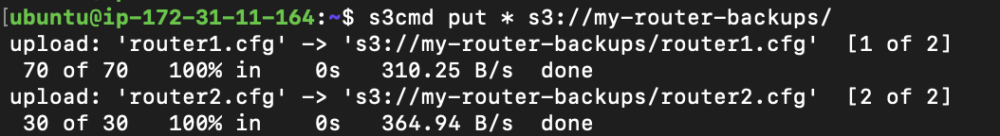 [ubuntu@ip-172-31-11-164:~$ s3cmd put * s3://my-router-backups/
upload: 'router1.cfg' -> 's3://my-router-backups/router1.cfg'  [1 of 2]
 70 of 70   100% in    0s   310.25 B/s  done
upload: 'router2.cfg' -> 's3://my-router-backups/router2.cfg'  [2 of 2]
 30 of 30   100% in    0s   364.94 B/s  done